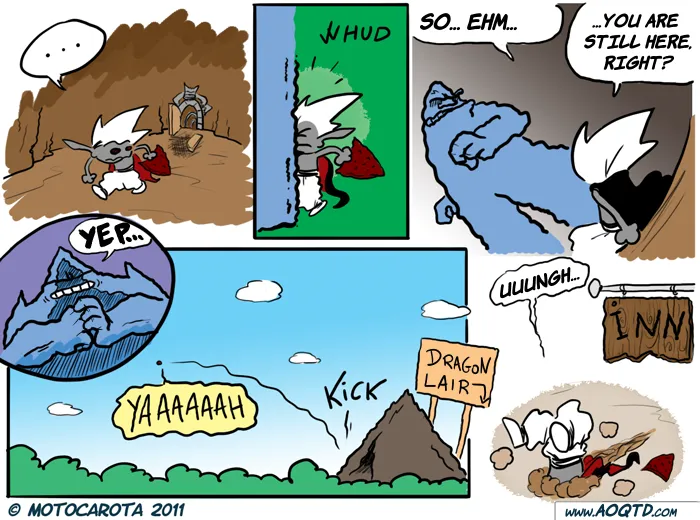 ...
WHUD
SO... EHM...
...YOU ARE
STILL HERE,
RIGHT?
YEP...
YAAAAAAH
KiCK
DRAGON
LAIR
UUUNGH...
iNN
© MOTOCAROTA 2011
WWW.AOQTD.COM